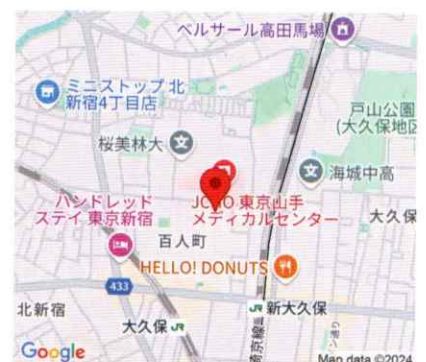 ベルサール高田馬場
ミニストップ 北
新宿4丁目店
戸山公園
(大久保地区
桜美林大
海城中高
ハンドレッド
ステイ 東京新宿
JCHO 東京山手
メディカルセンター
大久保
百人町
HELLO! DONUTS
433
北新宿
新大久保
大久保 JR
JR
Google
Map data ©2024